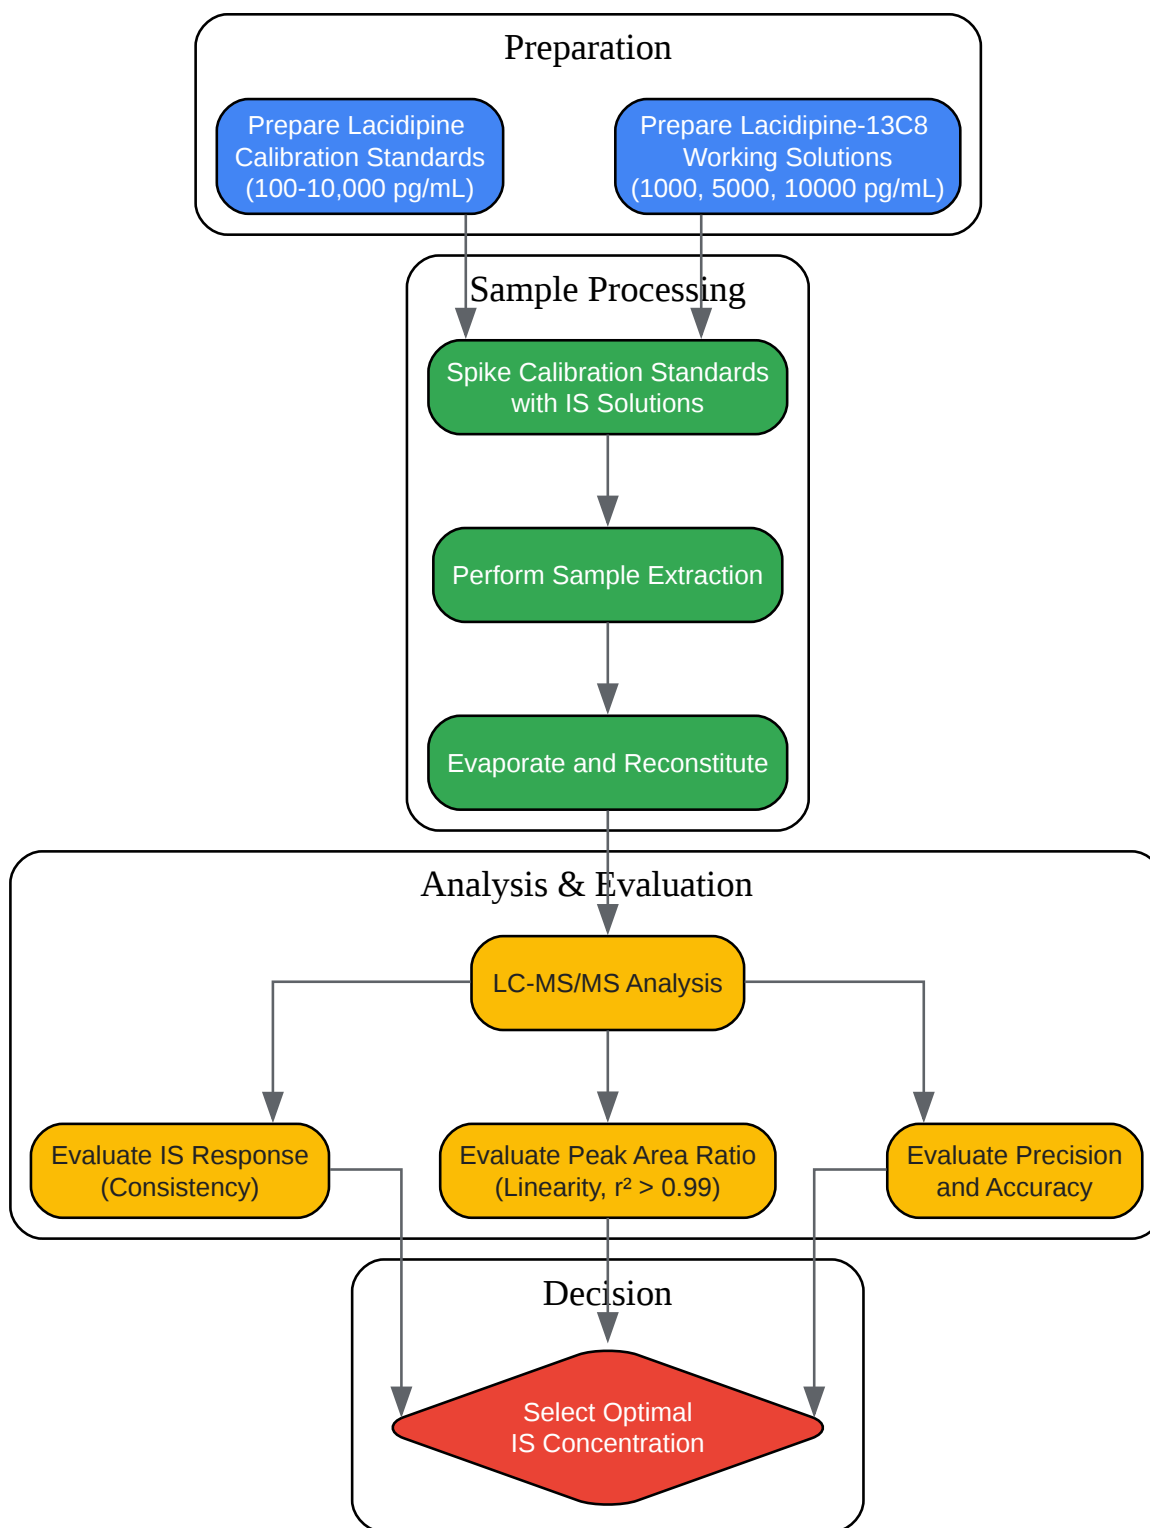 Preparation
Prepare Lacidipine
Calibration Standards
(100-10,000 pg/mL)
Prepare Lacidipine-13C8
Working Solutions
(1000, 5000, 10000 pg/mL)
Sample Processing
Spike Calibration Standards
with IS Solutions
Perform Sample Extraction
Evaporate and Reconstitute
Analysis & Evaluation
LC-MS/MS Analysis
Evaluate IS Response
(Consistency)
Evaluate Peak Area Ratio
(Linearity, r² > 0.99)
Evaluate Precision
and Accuracy
Decision
Select Optimal
IS Concentration